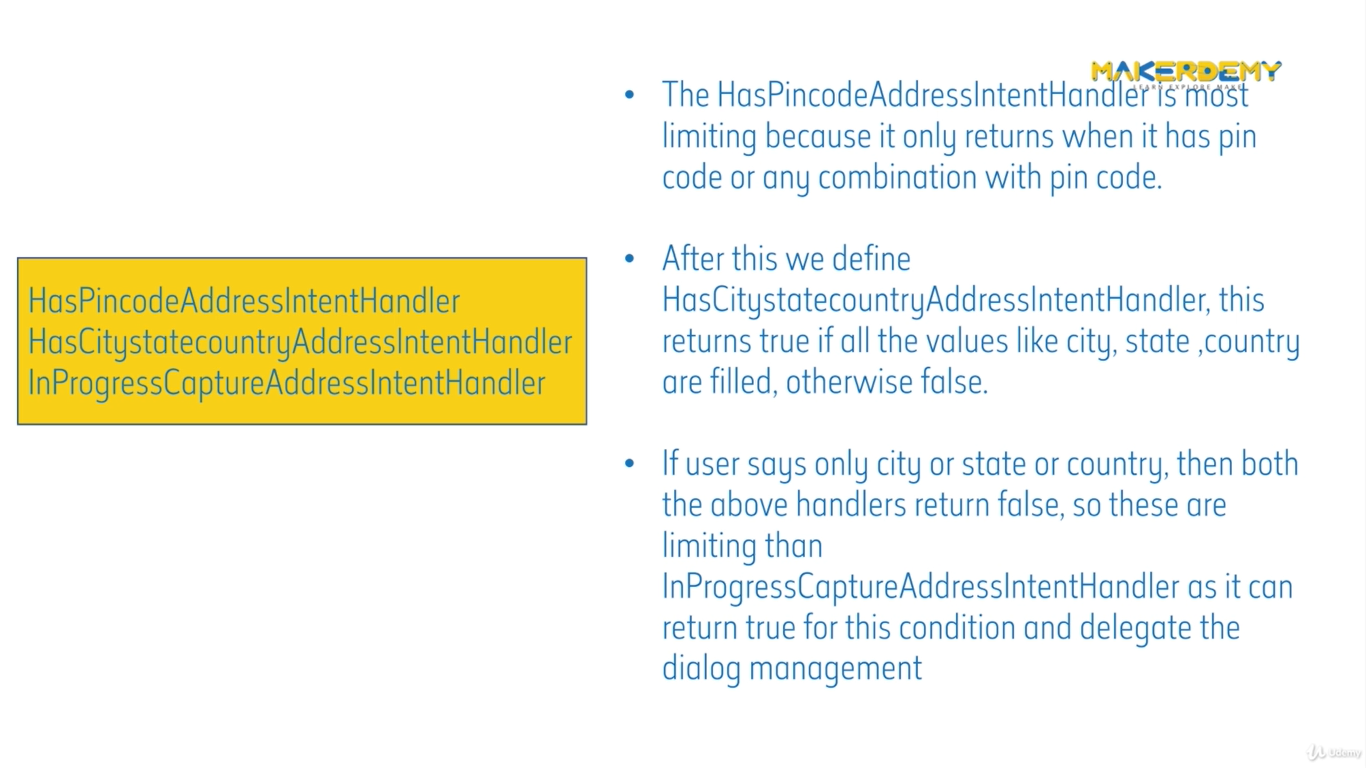 MAKERDEMY
LEARN EXPLORE MAKE
• The HasPincodeAddressIntentHandler is most
limiting because it only returns when it has pin
code or any combination with pin code.
• After this we define
HasCitystatecountryAddressIntentHandler, this
returns true if all the values like city, state ,country
are filled, otherwise false.
• If user says only city or state or country, then both
the above handlers return false, so these are
limiting than
InProgressCaptureAddressIntentHandler as it can
return true for this condition and delegate the
dialog management
HasPincodeAddressIntentHandler
HasCitystatecountryAddressIntentHandler
InProgressCaptureAddressIntentHandler
Udemy